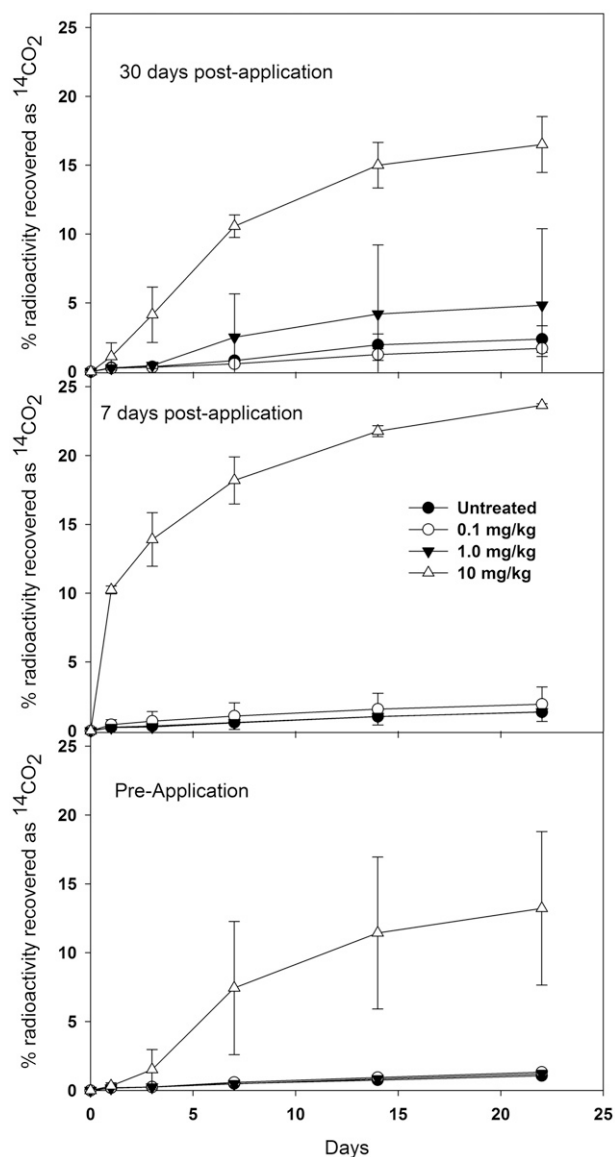 % radioactivity recovered as ¹⁴CO₂
25
20
15
10
5
0
30 days post-application
% radioactivity recovered as ¹⁴CO₂
25
20
15
10
5
0
7 days post-application
Untreated
0.1 mg/kg
1.0 mg/kg
10 mg/kg
% radioactivity recovered as ¹⁴CO₂
25
20
15
10
5
0
Pre-Application
0 5 10 15 20 25
Days